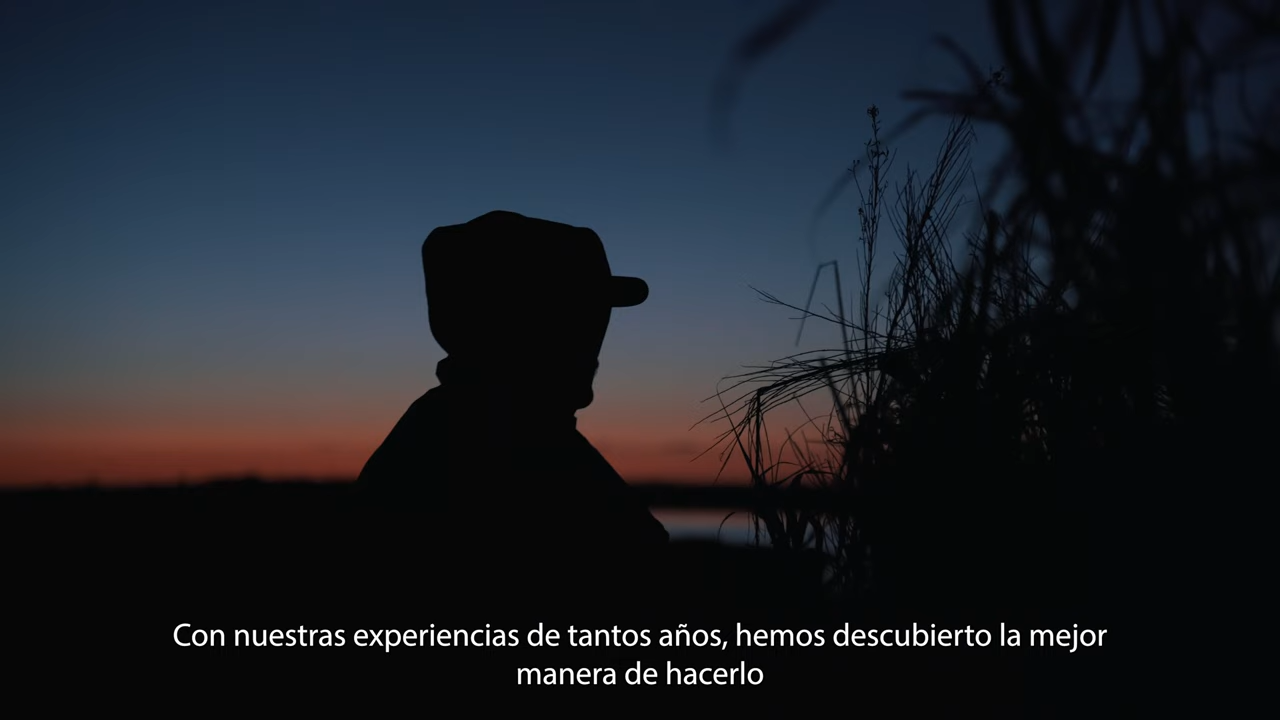 Con nuestras experiencias de tantos años, hemos descubierto la mejor
manera de hacerlo